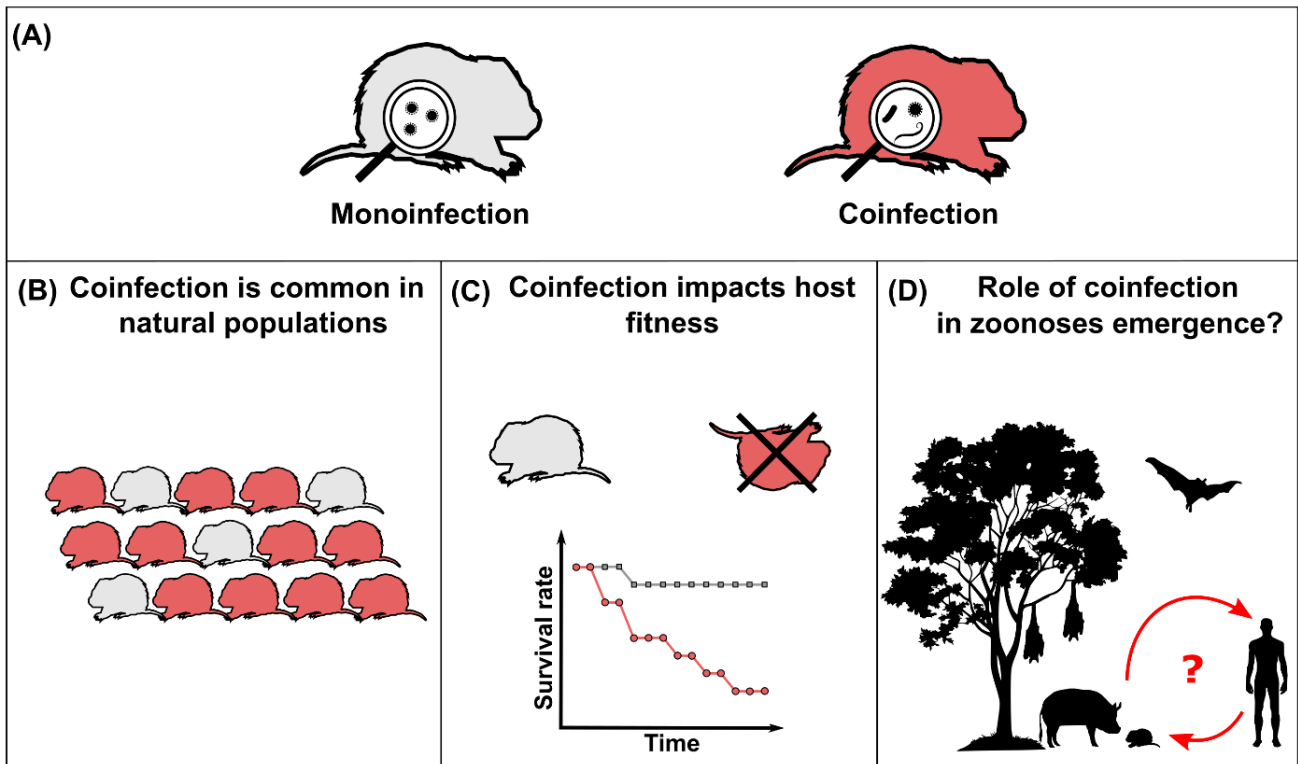 (A)
Monoinfection
Coinfection
(B) Coinfection is common in
natural populations
(C) Coinfection impacts host
fitness
Survival rate
Time
(D) Role of coinfection
in zoonoses emergence?
?